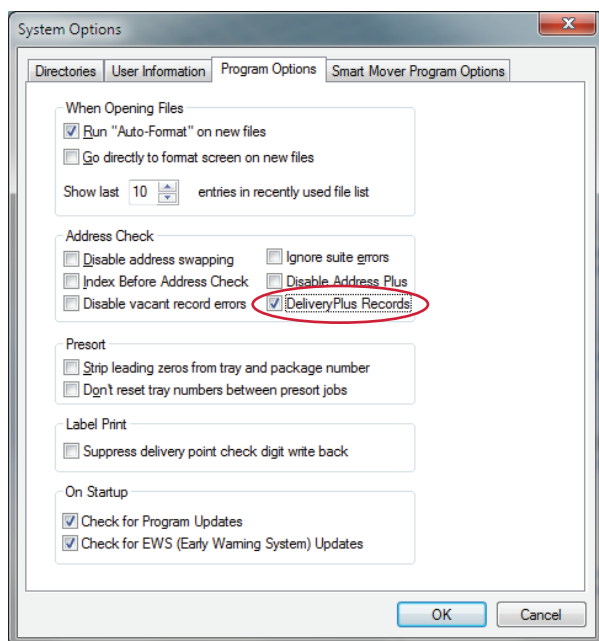 System Options
Directories User Information Program Options Smart Mover Program Options
When Opening Files
Run "Auto-Format" on new files
Go directly to format screen on new files
Show last 10 entries in recently used file list
Address Check
Disable address swapping Ignore suite errors
Index Before Address Check Disable Address Plus
Disable vacant record errors DeliveryPlus Records
Presort
Strip leading zeros from tray and package number
Don't reset tray numbers between presort jobs
Label Print
Suppress delivery point check digit write back
On Startup
Check for Program Updates
Check for EWS (Early Warning System) Updates
OK Cancel